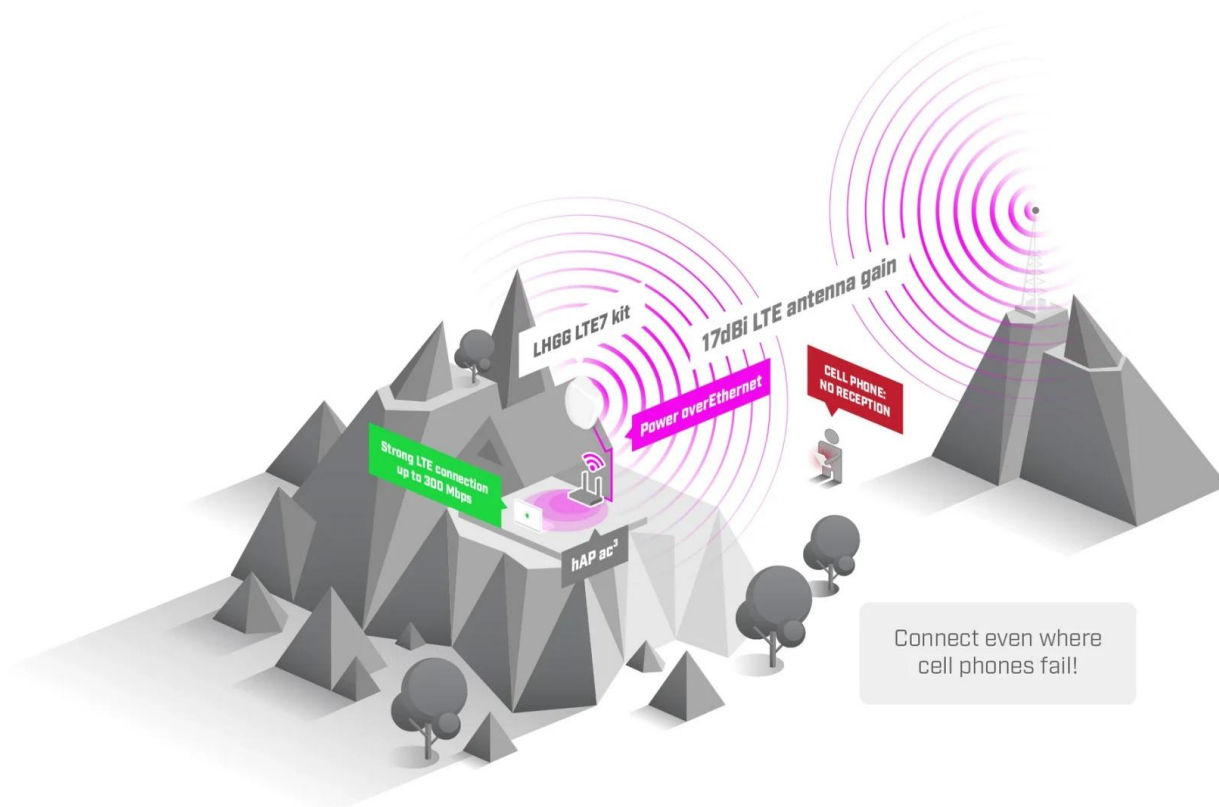 LHGG LTE7 kit
17dBi LTE antenna gain
CELL PHONE:
NO RECEPTION
Power overEthernet
Strong LTE connection
up to 300 Mbps
hAP ac³
Connect even where
cell phones fail!